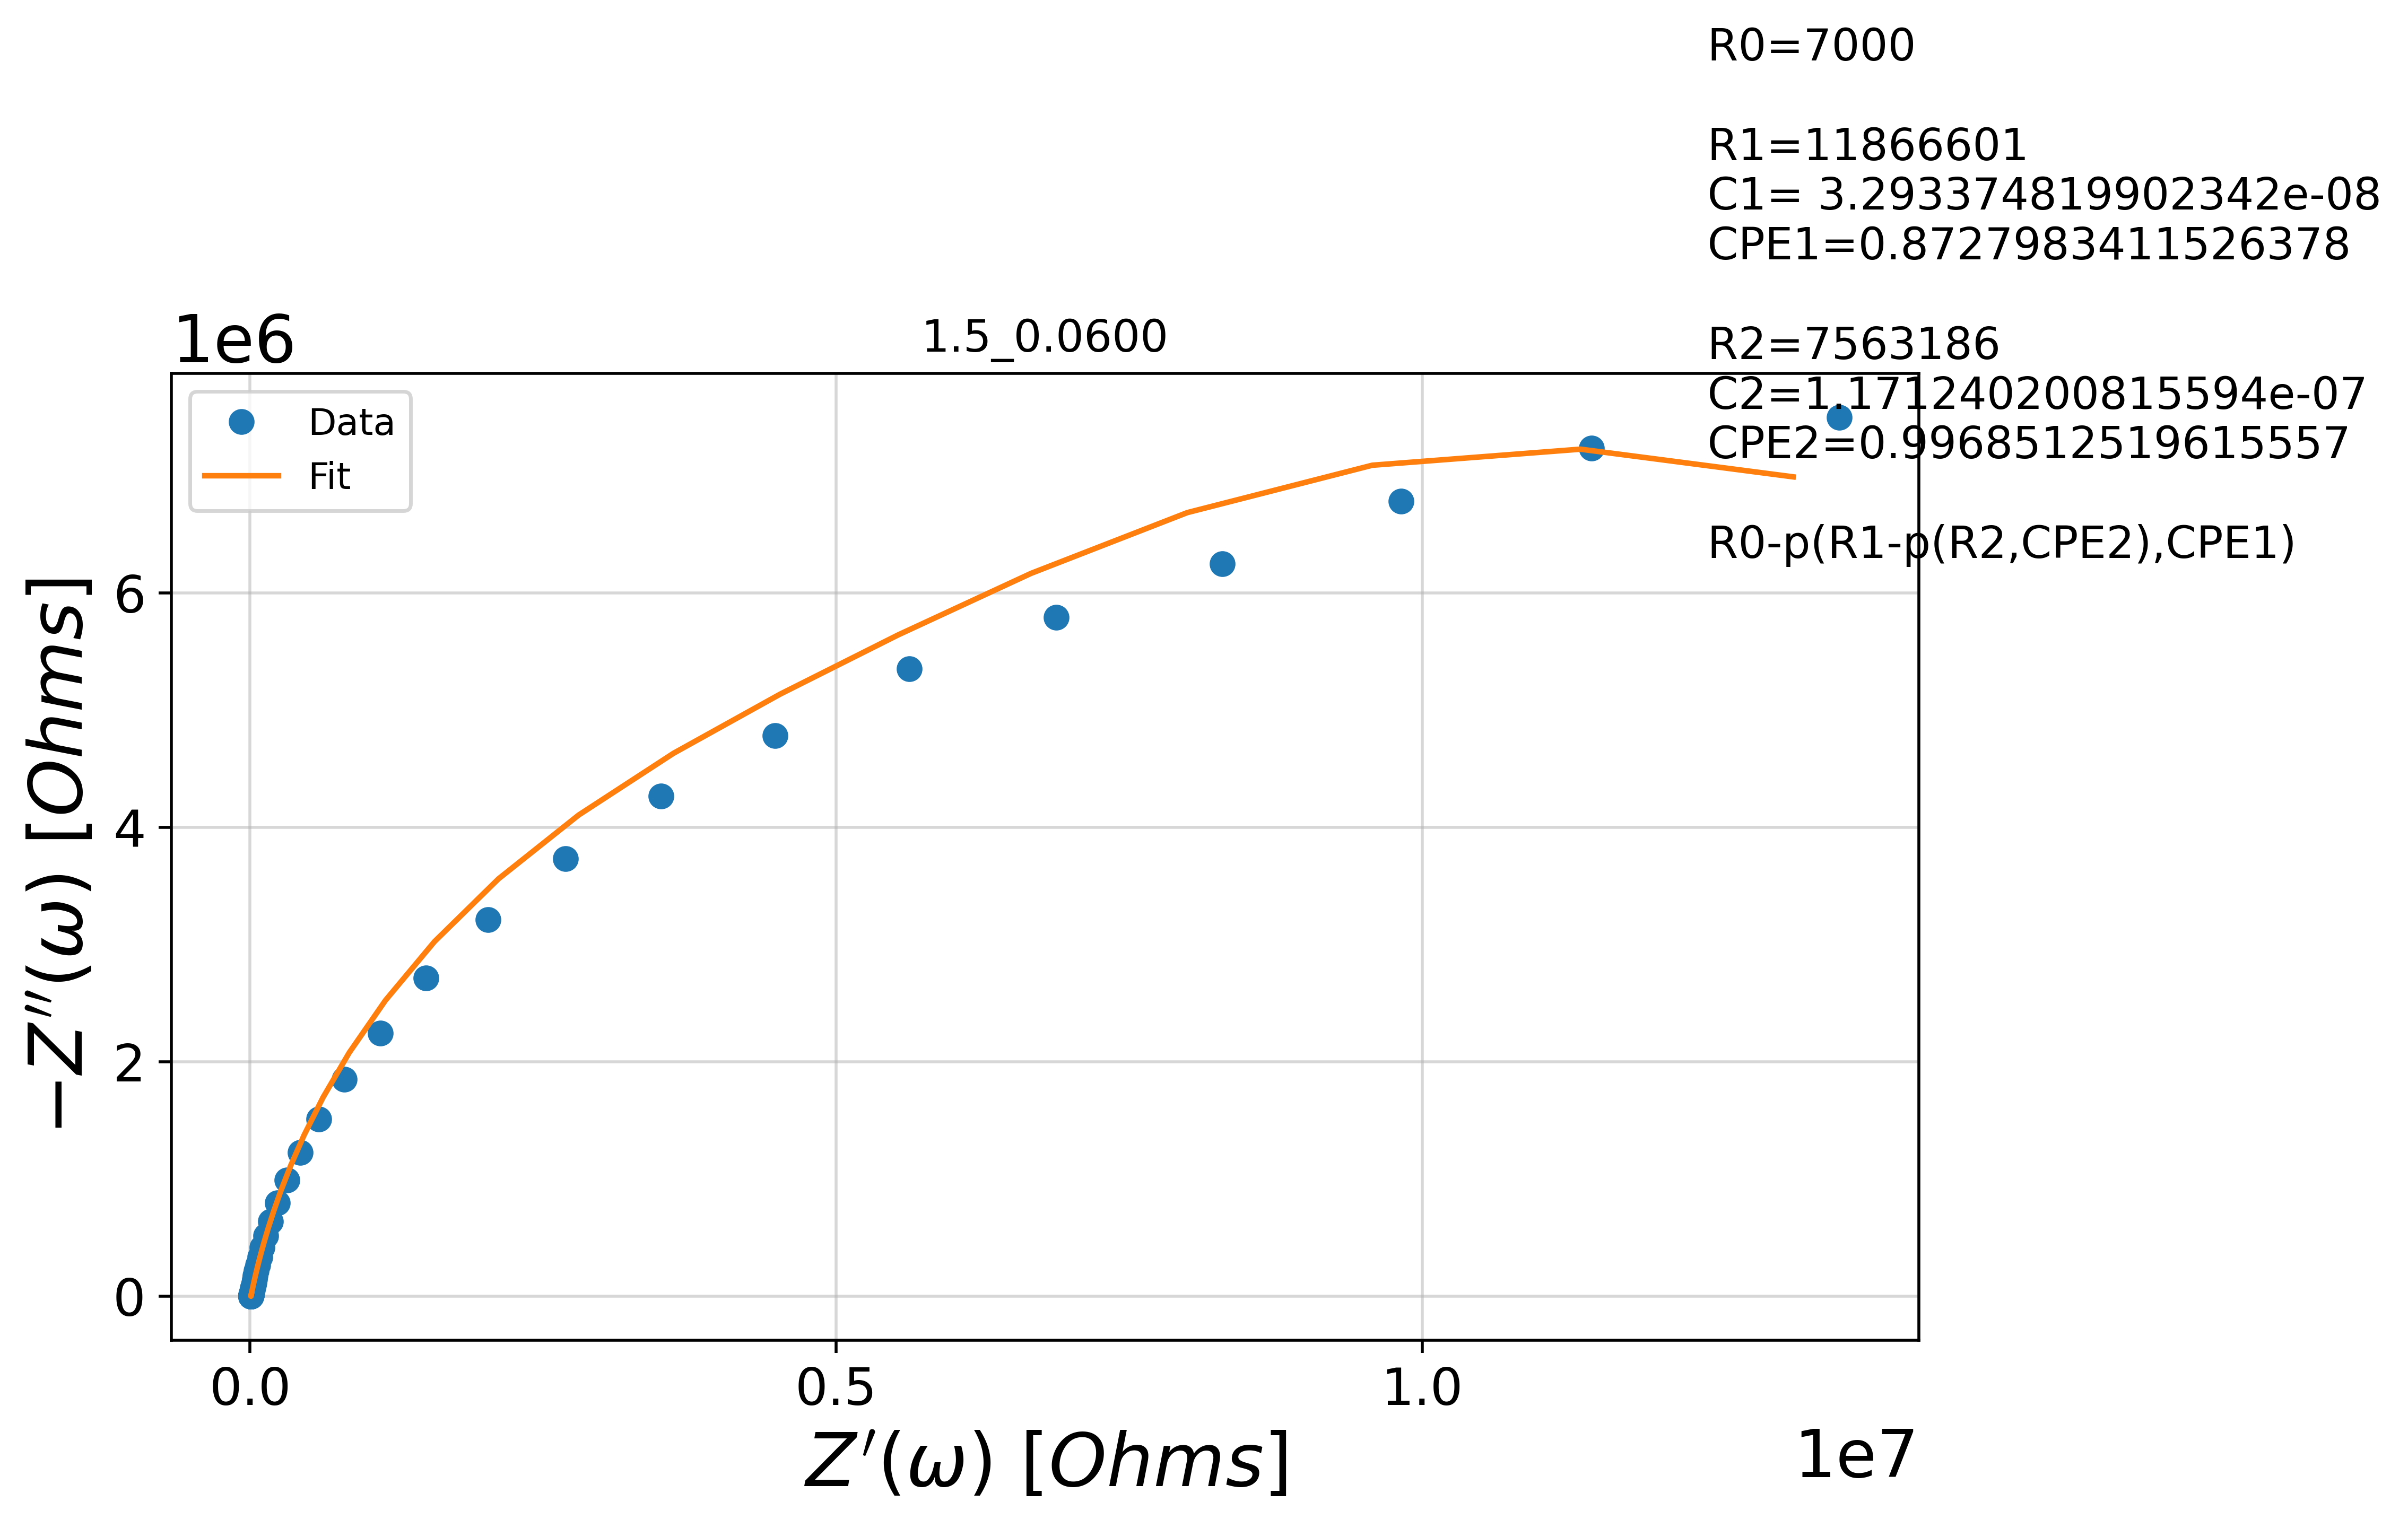 R0=7000
R1=11866601
C1= 3.293374819902342e-08
CPE1=0.8727983411526378
R2=7563186
C2=1.171240200815594e-07
CPE2=0.9968512519615557
R0-p(R1-p(R2,CPE2),CPE1)
1e6
1.5_0.0600
Data
Fit
6
4
2
0
−Z″(ω) [Ohms]
0.0
0.5
1.0
Z′(ω) [Ohms]
1e7